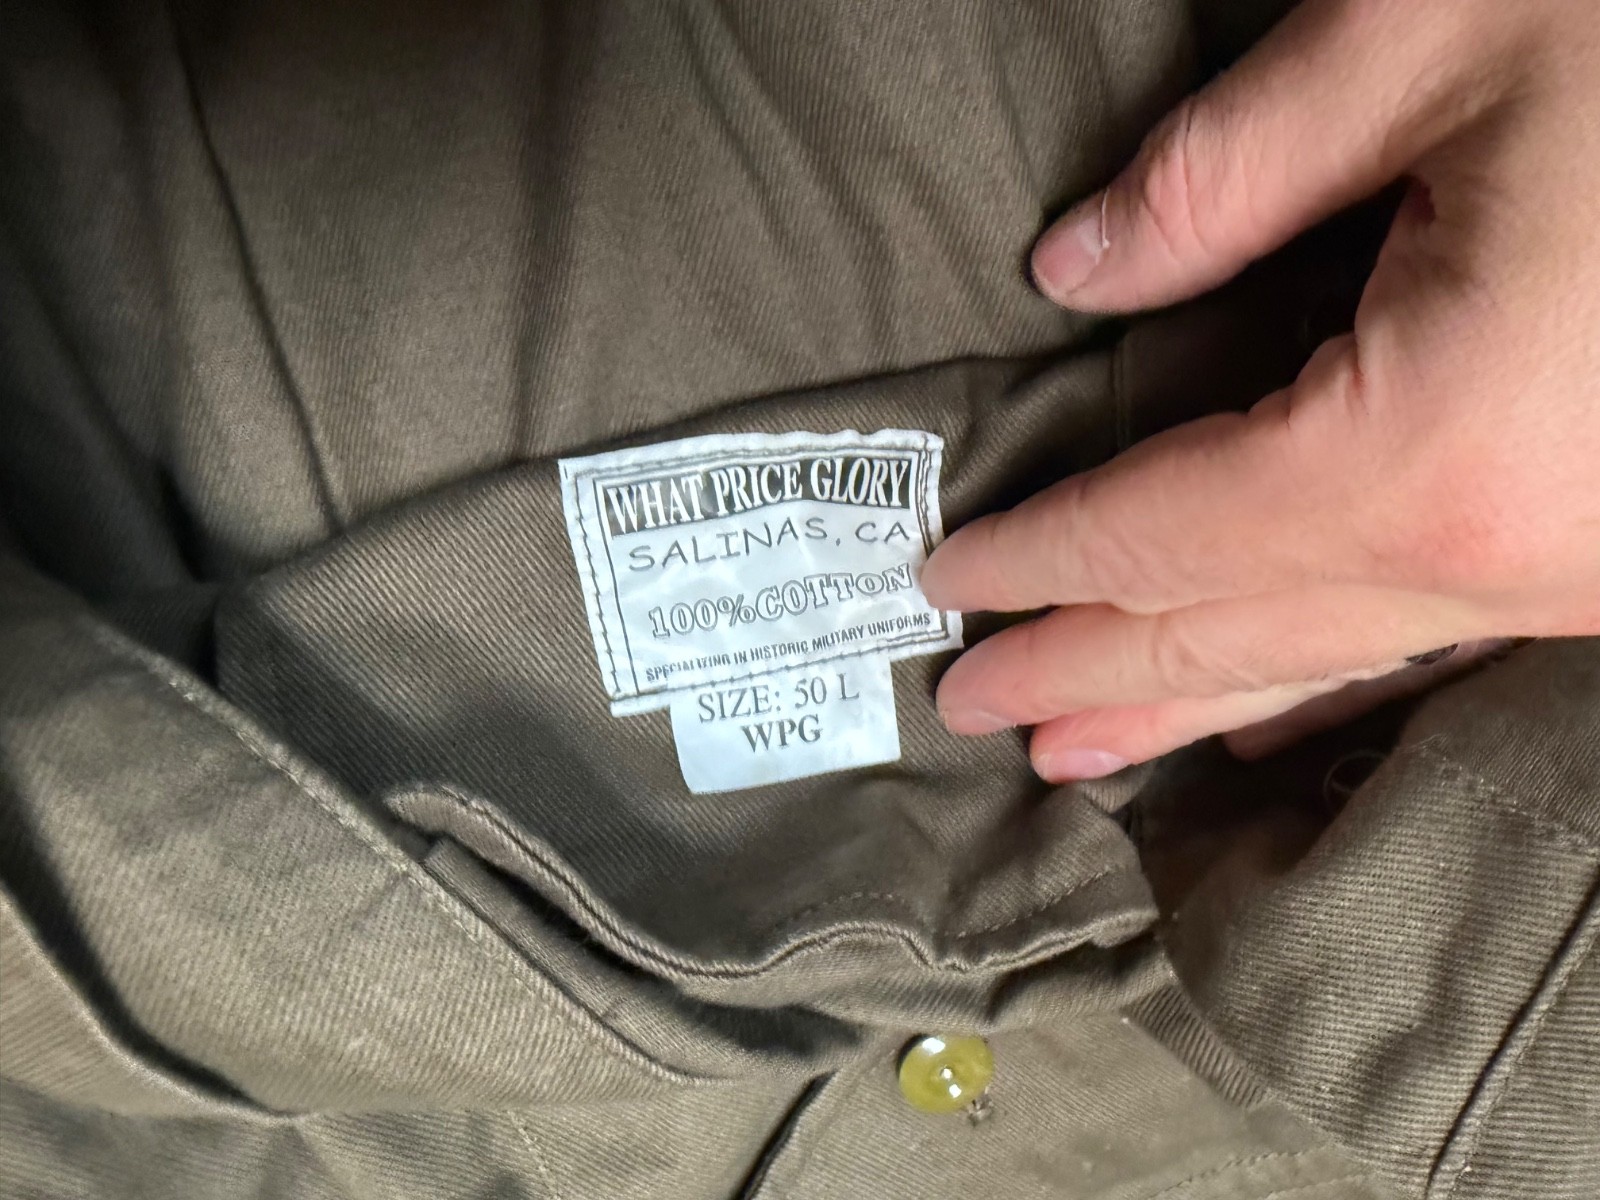 WHAT PRICE GLORY
SALINAS, CA
100% COTTON
SPECIALIZING IN HISTORIC MILITARY UNIFORMS
SIZE: 50 L
WPG